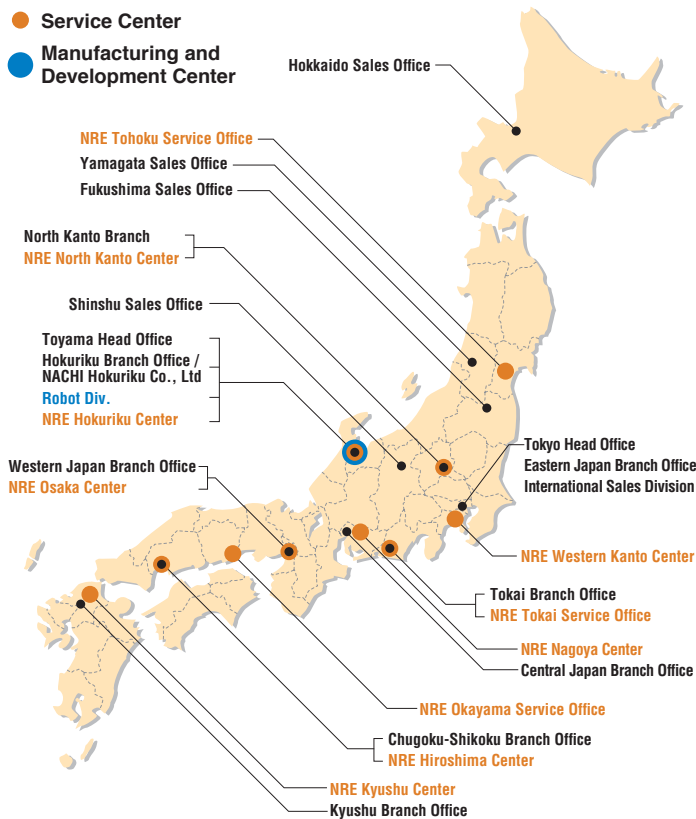 Service Center
Manufacturing and
Development Center
Hokkaido Sales Office
NRE Tohoku Service Office
Yamagata Sales Office
Fukushima Sales Office
North Kanto Branch
NRE North Kanto Center
Shinshu Sales Office
Toyama Head Office
Hokuriku Branch Office /
NACHI Hokuriku Co., Ltd
Robot Div.
NRE Hokuriku Center
Western Japan Branch Office
NRE Osaka Center
Tokyo Head Office
Eastern Japan Branch Office
International Sales Division
NRE Western Kanto Center
Tokai Branch Office
NRE Tokai Service Office
NRE Nagoya Center
Central Japan Branch Office
NRE Okayama Service Office
Chugoku-Shikoku Branch Office
NRE Hiroshima Center
NRE Kyushu Center
Kyushu Branch Office